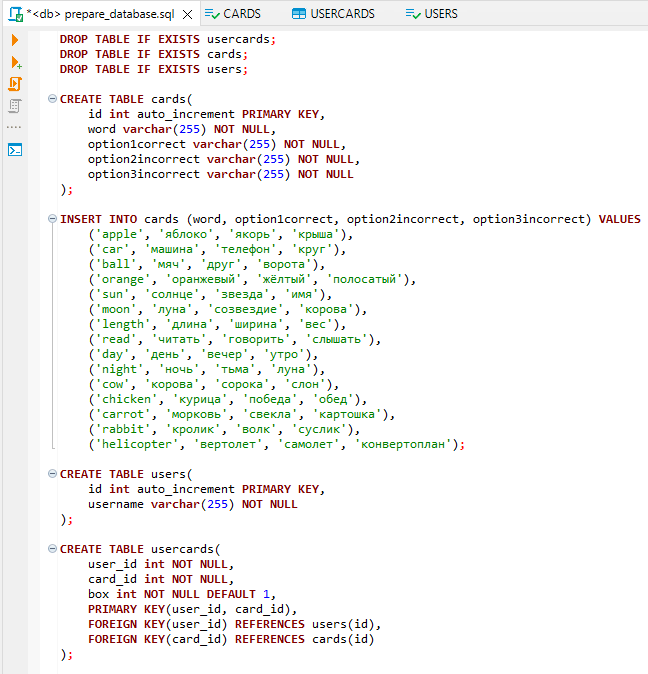 *<db> prepare_database.sql CARDS USERCARDS USERS
DROP TABLE IF EXISTS usercards;
DROP TABLE IF EXISTS cards;
DROP TABLE IF EXISTS users;
CREATE TABLE cards(
id int auto_increment PRIMARY KEY,
word varchar(255) NOT NULL,
option1correct varchar(255) NOT NULL,
option2incorrect varchar(255) NOT NULL,
option3incorrect varchar(255) NOT NULL
);
INSERT INTO cards (word, option1correct, option2incorrect, option3incorrect) VALUES
('apple', 'яблоко', 'якорь', 'крыша'),
('car', 'машина', 'телефон', 'круг'),
('ball', 'мяч', 'друг', 'ворота'),
('orange', 'оранжевый', 'жёлтый', 'полосатый'),
('sun', 'солнце', 'звезда', 'имя'),
('moon', 'луна', 'созвездие', 'корова'),
('length', 'длина', 'ширина', 'вес'),
('read', 'читать', 'говорить', 'слышать'),
('day', 'день', 'вечер', 'утро'),
('night', 'ночь', 'тьма', 'луна'),
('cow', 'корова', 'сорока', 'слон'),
('chicken', 'курица', 'победа', 'обед'),
('carrot', 'морковь', 'свекла', 'картошка'),
('rabbit', 'кролик', 'волк', 'суслик'),
('helicopter', 'вертолет', 'самолет', 'конвертоплан');
CREATE TABLE users(
id int auto_increment PRIMARY KEY,
username varchar(255) NOT NULL
);
CREATE TABLE usercards(
user_id int NOT NULL,
card_id int NOT NULL,
box int NOT NULL DEFAULT 1,
PRIMARY KEY(user_id, card_id),
FOREIGN KEY(user_id) REFERENCES users(id),
FOREIGN KEY(card_id) REFERENCES cards(id)
);